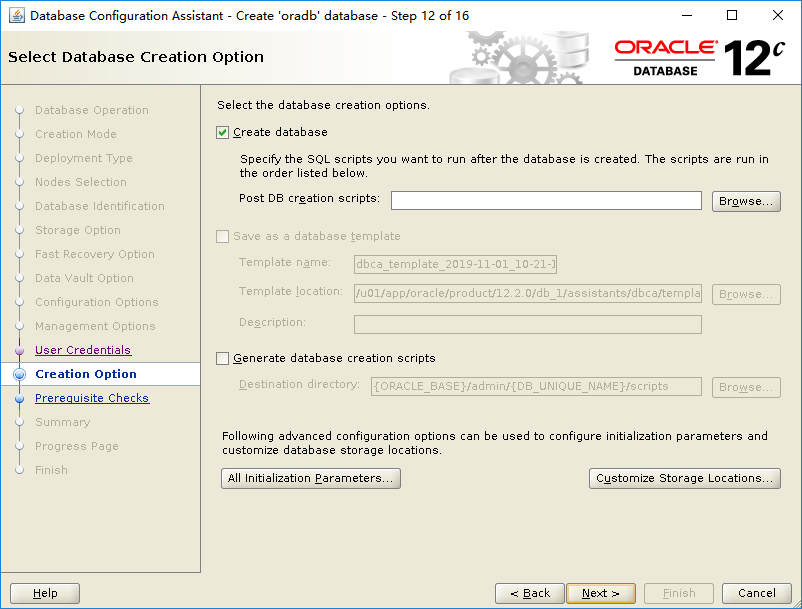 Database Configuration Assistant - Create 'oradb' database - Step 12 of 16
Select Database Creation Option
ORACLE
DATABASE
12c
Database Operation
Creation Mode
Deployment Type
Nodes Selection
Database Identification
Storage Option
Fast Recovery Option
Data Vault Option
Configuration Options
Management Options
User Credentials
Creation Option
Prerequisite Checks
Summary
Progress Page
Finish
Select the database creation options.
Create database
Specify the SQL scripts you want to run after the database is created. The scripts are run in
the order listed below.
Post DB creation scripts: Browse...
Save as a database template
Template name: dbca_template_2019-11-01_10-21-1
Template location: /u01/app/oracle/product/12.2.0/db_1/assistants/dbca/templa Browse...
Description:
Generate database creation scripts
Destination directory: {ORACLE_BASE}/admin/{DB_UNIQUE_NAME}/scripts Browse...
Following advanced configuration options can be used to configure initialization parameters and
customize database storage locations.
All Initialization Parameters... Customize Storage Locations...
Help < Back Next > Finish Cancel